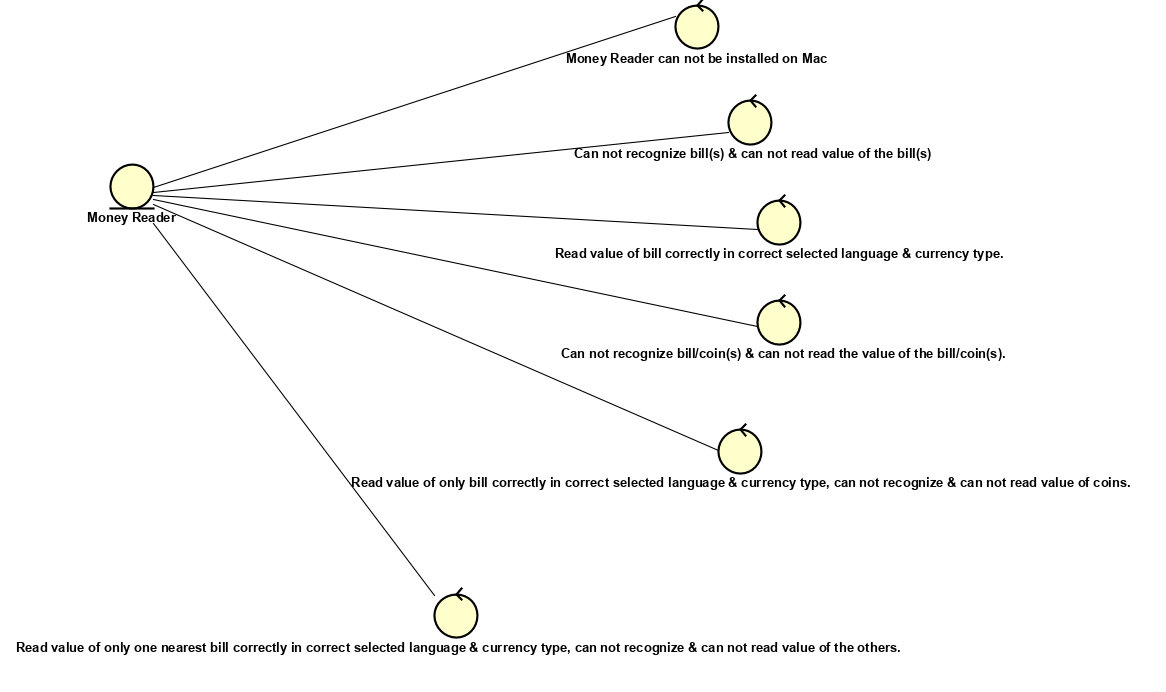 Money Reader can not be installed on Mac
Can not recognize bill(s) & can not read value of the bill(s)
Money Reader
Read value of bill correctly in correct selected language & currency type.
Can not recognize bill/coin(s) & can not read the value of the bill/coin(s).
Read value of only bill correctly in correct selected language & currency type, can not recognize & can not read value of coins.
Read value of only one nearest bill correctly in correct selected language & currency type, can not recognize & can not read value of the others.